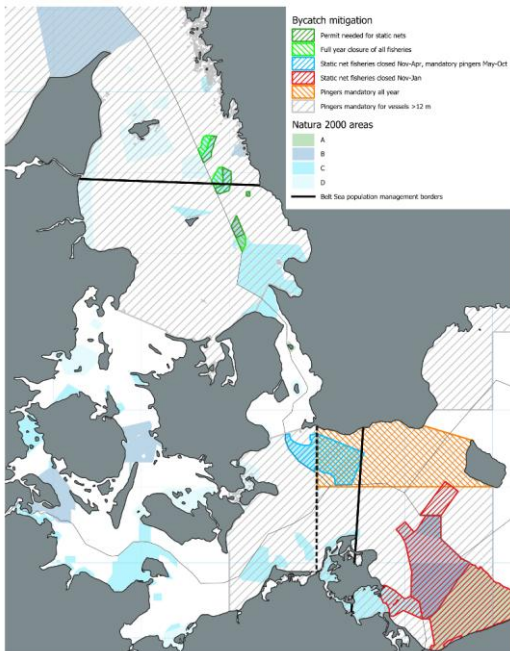 Bycatch mitigation
Permit needed for static nets
Full year closure of all fisheries
Static net fisheries closed Nov-Apr, mandatory pingers May-Oct
Static net fisheries closed Nov-Jan
Pingers mandatory all year
Pingers mandatory for vessels >12 m
Natura 2000 areas
A
B
C
D
Belt Sea population management borders